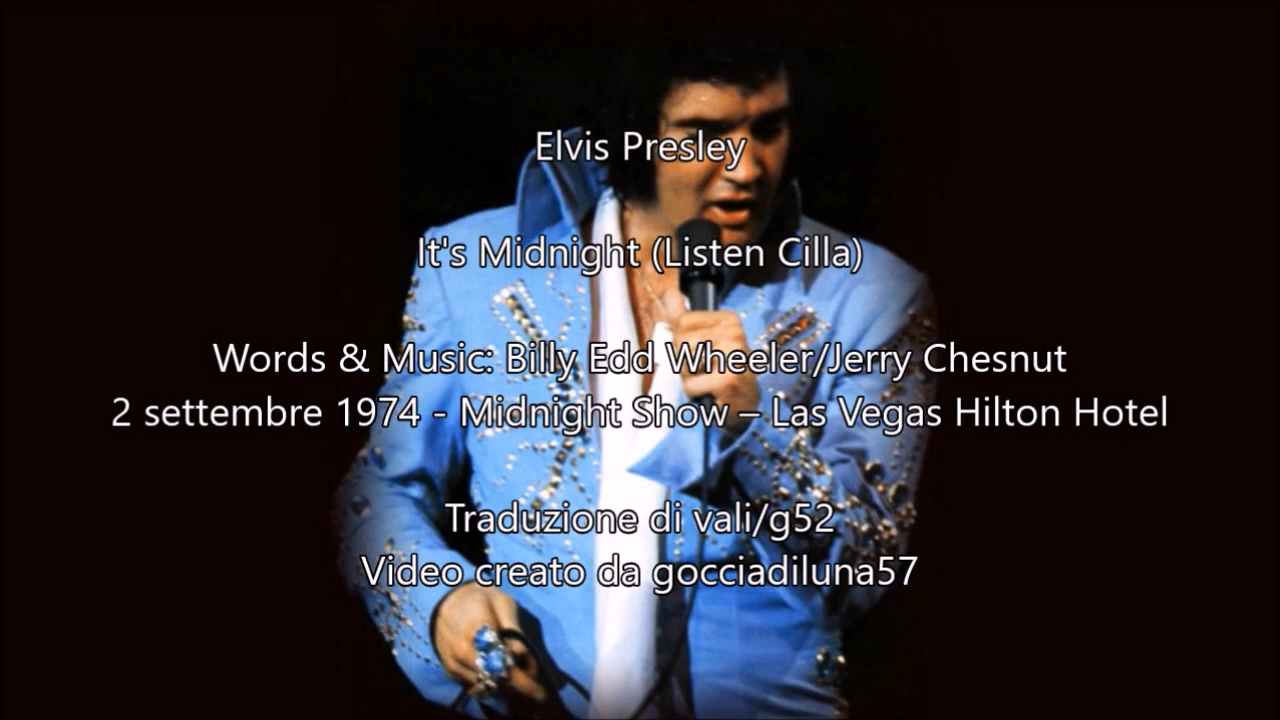 Elvis Presley
It's Midnight (Listen Cilla)
Words & Music: Billy Edd Wheeler/Jerry Chesnut
2 settembre 1974 - Midnight Show – Las Vegas Hilton Hotel
Traduzione di vali/g52
Video creato da gocciadiluna57